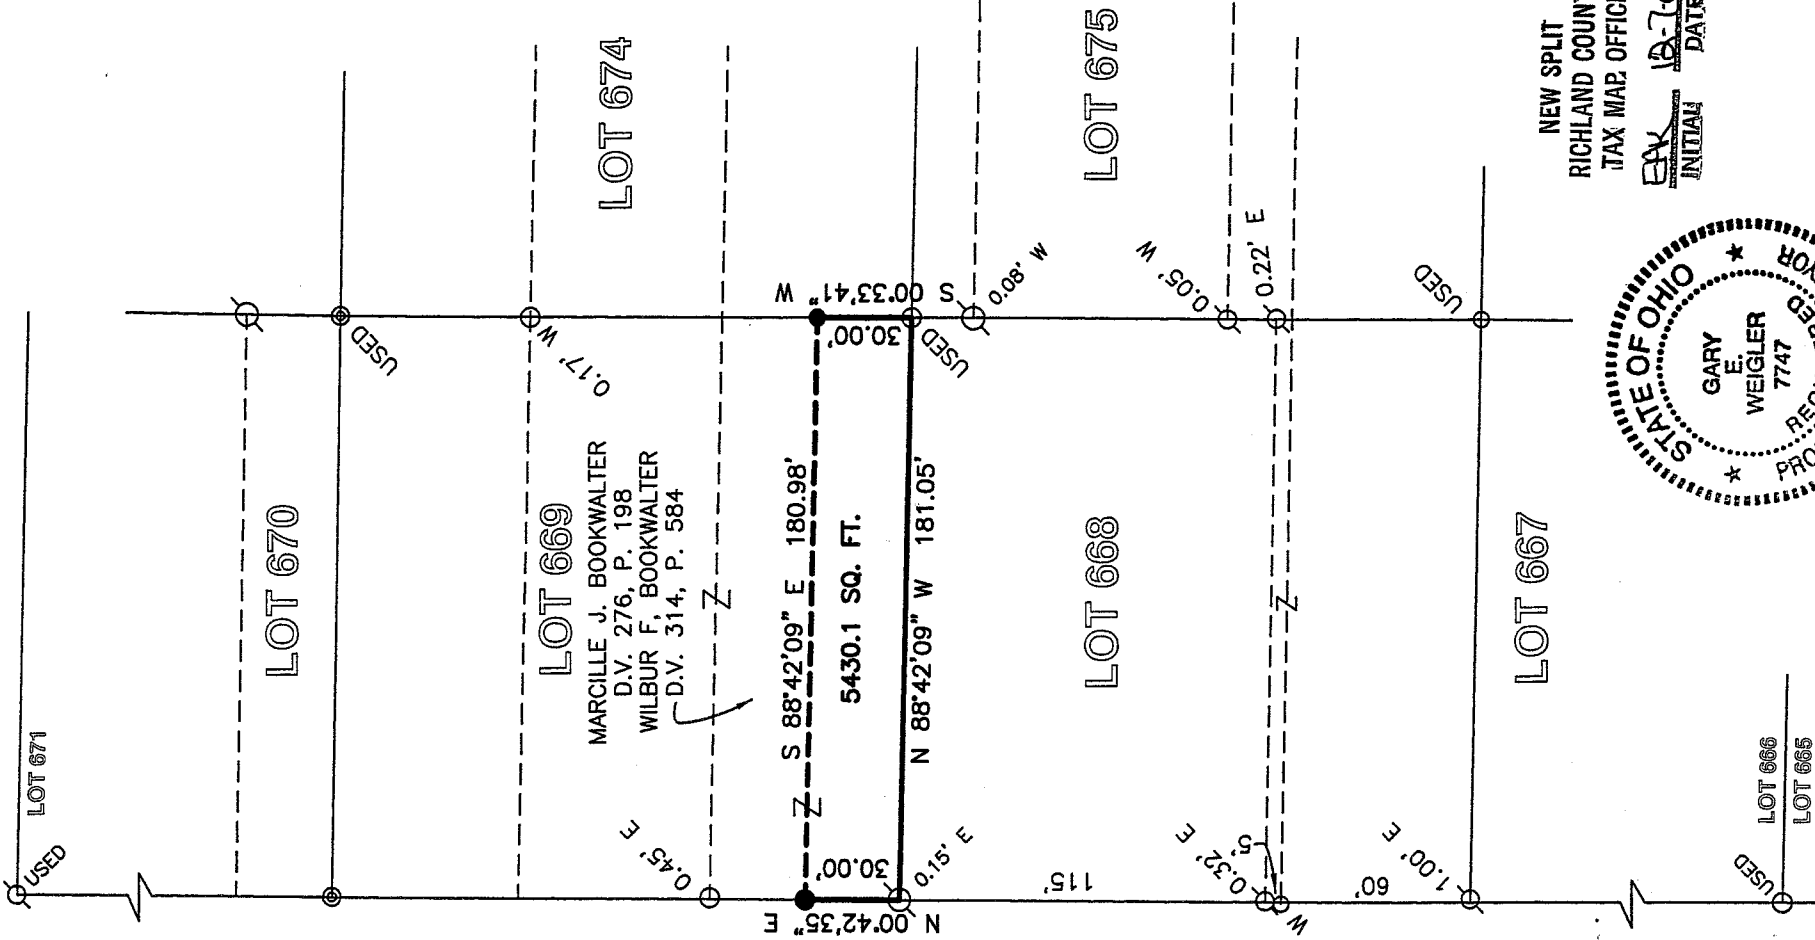 LOT 671
USED
LOT 670
USED
LOT 674
0.17' W
LOT 669
MARCILLE J. BOOKWALTER
D.V. 276, P. 198
WILBUR F, BOOKWALTER
D.V. 314, P. 584
0.45' E
S 88°42'09" E 180.98'
5430.1 SQ. FT.
N 88°42'09" W 181.05'
S 00°33'41" W
30.00'
USED
N 00°42'35" E
30.00'
0.15' E
0.08' W
LOT 675
LOT 668
115'
0.05' W
0.22' E
0.32' E
5'
W
60'
1.00' E
USED
LOT 667
USED
LOT 666
LOT 665
NEW SPLIT
RICHLAND COUN
TAX MAP OFFIC
EAK
INITIAL
STATE OF OHIO
GARY
E.
WEIGLER
7747